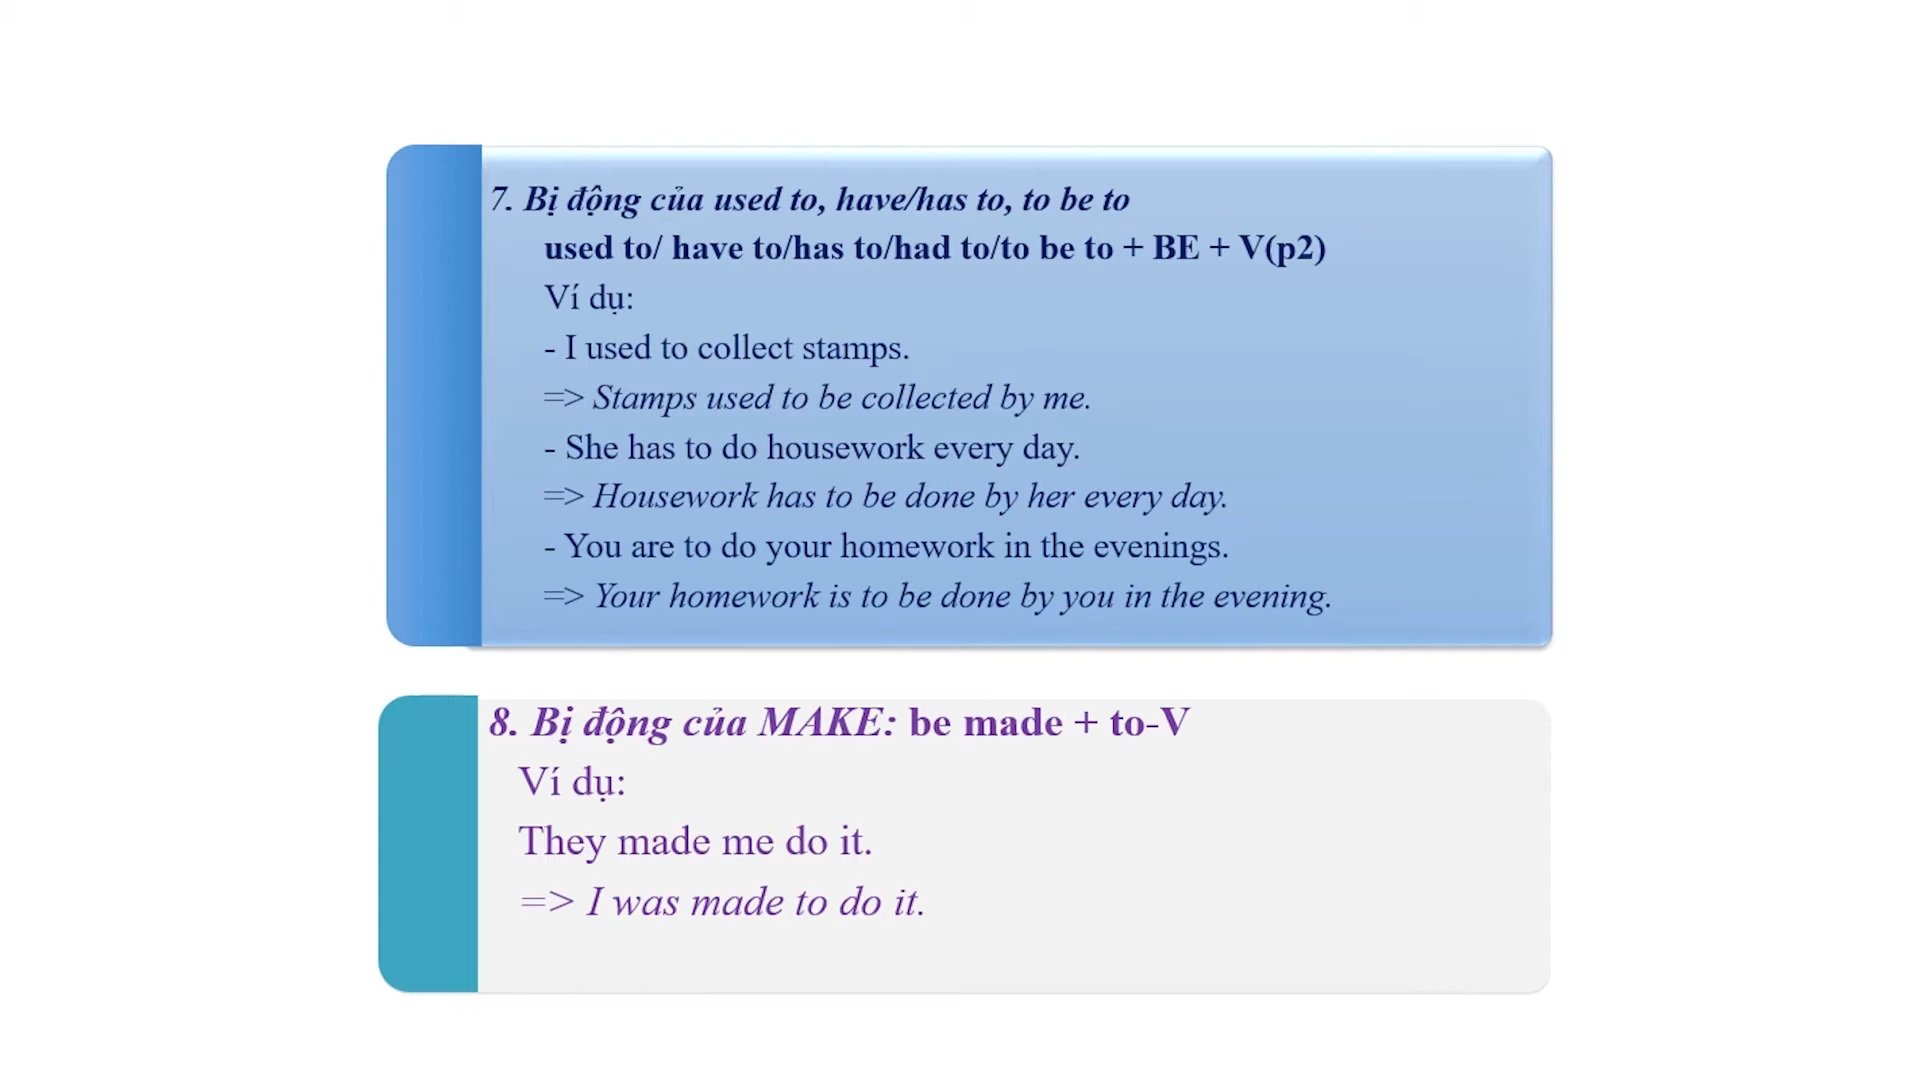 7. Bị động của used to, have/has to, to be to
used to/ have to/has to/had to/to be to + BE + V(p2)
Ví dụ:
- I used to collect stamps.
=> Stamps used to be collected by me.
- She has to do housework every day.
=> Housework has to be done by her every day.
- You are to do your homework in the evenings.
=> Your homework is to be done by you in the evening.
8. Bị động của MAKE: be made + to-V
Ví dụ:
They made me do it.
=> I was made to do it.